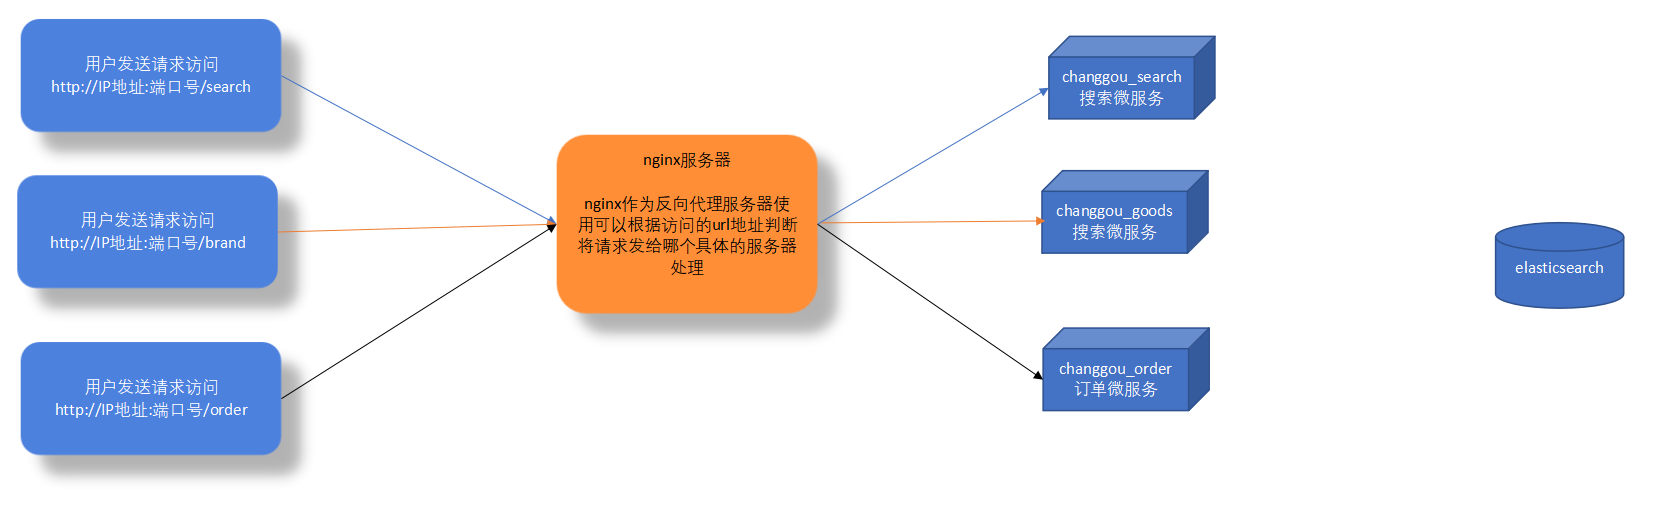 用户发送请求访问
http://IP地址:端口号/search
用户发送请求访问
http://IP地址:端口号/brand
用户发送请求访问
http://IP地址:端口号/order
nginx服务器
nginx作为反向代理服务器使
用可以根据访问的url地址判断
将请求发给哪个具体的服务器
处理
changgou_search
搜索微服务
changgou_goods
搜索微服务
changgou_order
订单微服务
elasticsearch